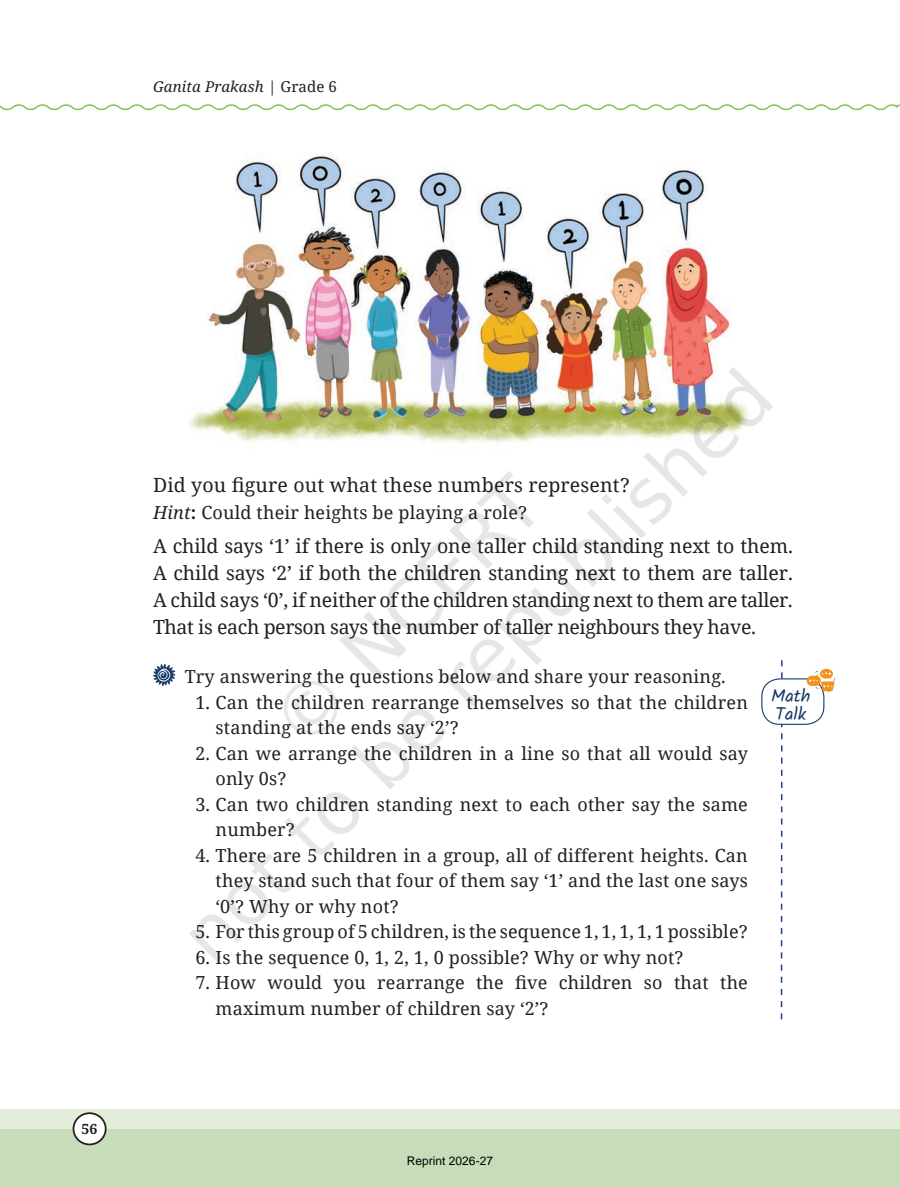 Ganita Prakash | Grade 6
1 0 2 0 1 2 1 0
Did you figure out what these numbers represent?
Hint: Could their heights be playing a role?
A child says ‘1’ if there is only one taller child standing next to them.
A child says ‘2’ if both the children standing next to them are taller.
A child says ‘0’, if neither of the children standing next to them are taller.
That is each person says the number of taller neighbours they have.
Try answering the questions below and share your reasoning.
Math
Talk
1. Can the children rearrange themselves so that the children
standing at the ends say ‘2’?
2. Can we arrange the children in a line so that all would say
only 0s?
3. Can two children standing next to each other say the same
number?
4. There are 5 children in a group, all of different heights. Can
they stand such that four of them say ‘1’ and the last one says
‘0’? Why or why not?
5. For this group of 5 children, is the sequence 1, 1, 1, 1, 1 possible?
6. Is the sequence 0, 1, 2, 1, 0 possible? Why or why not?
7. How would you rearrange the five children so that the
maximum number of children say ‘2’?
© NCERT
not to be republished
56
Reprint 2026-27